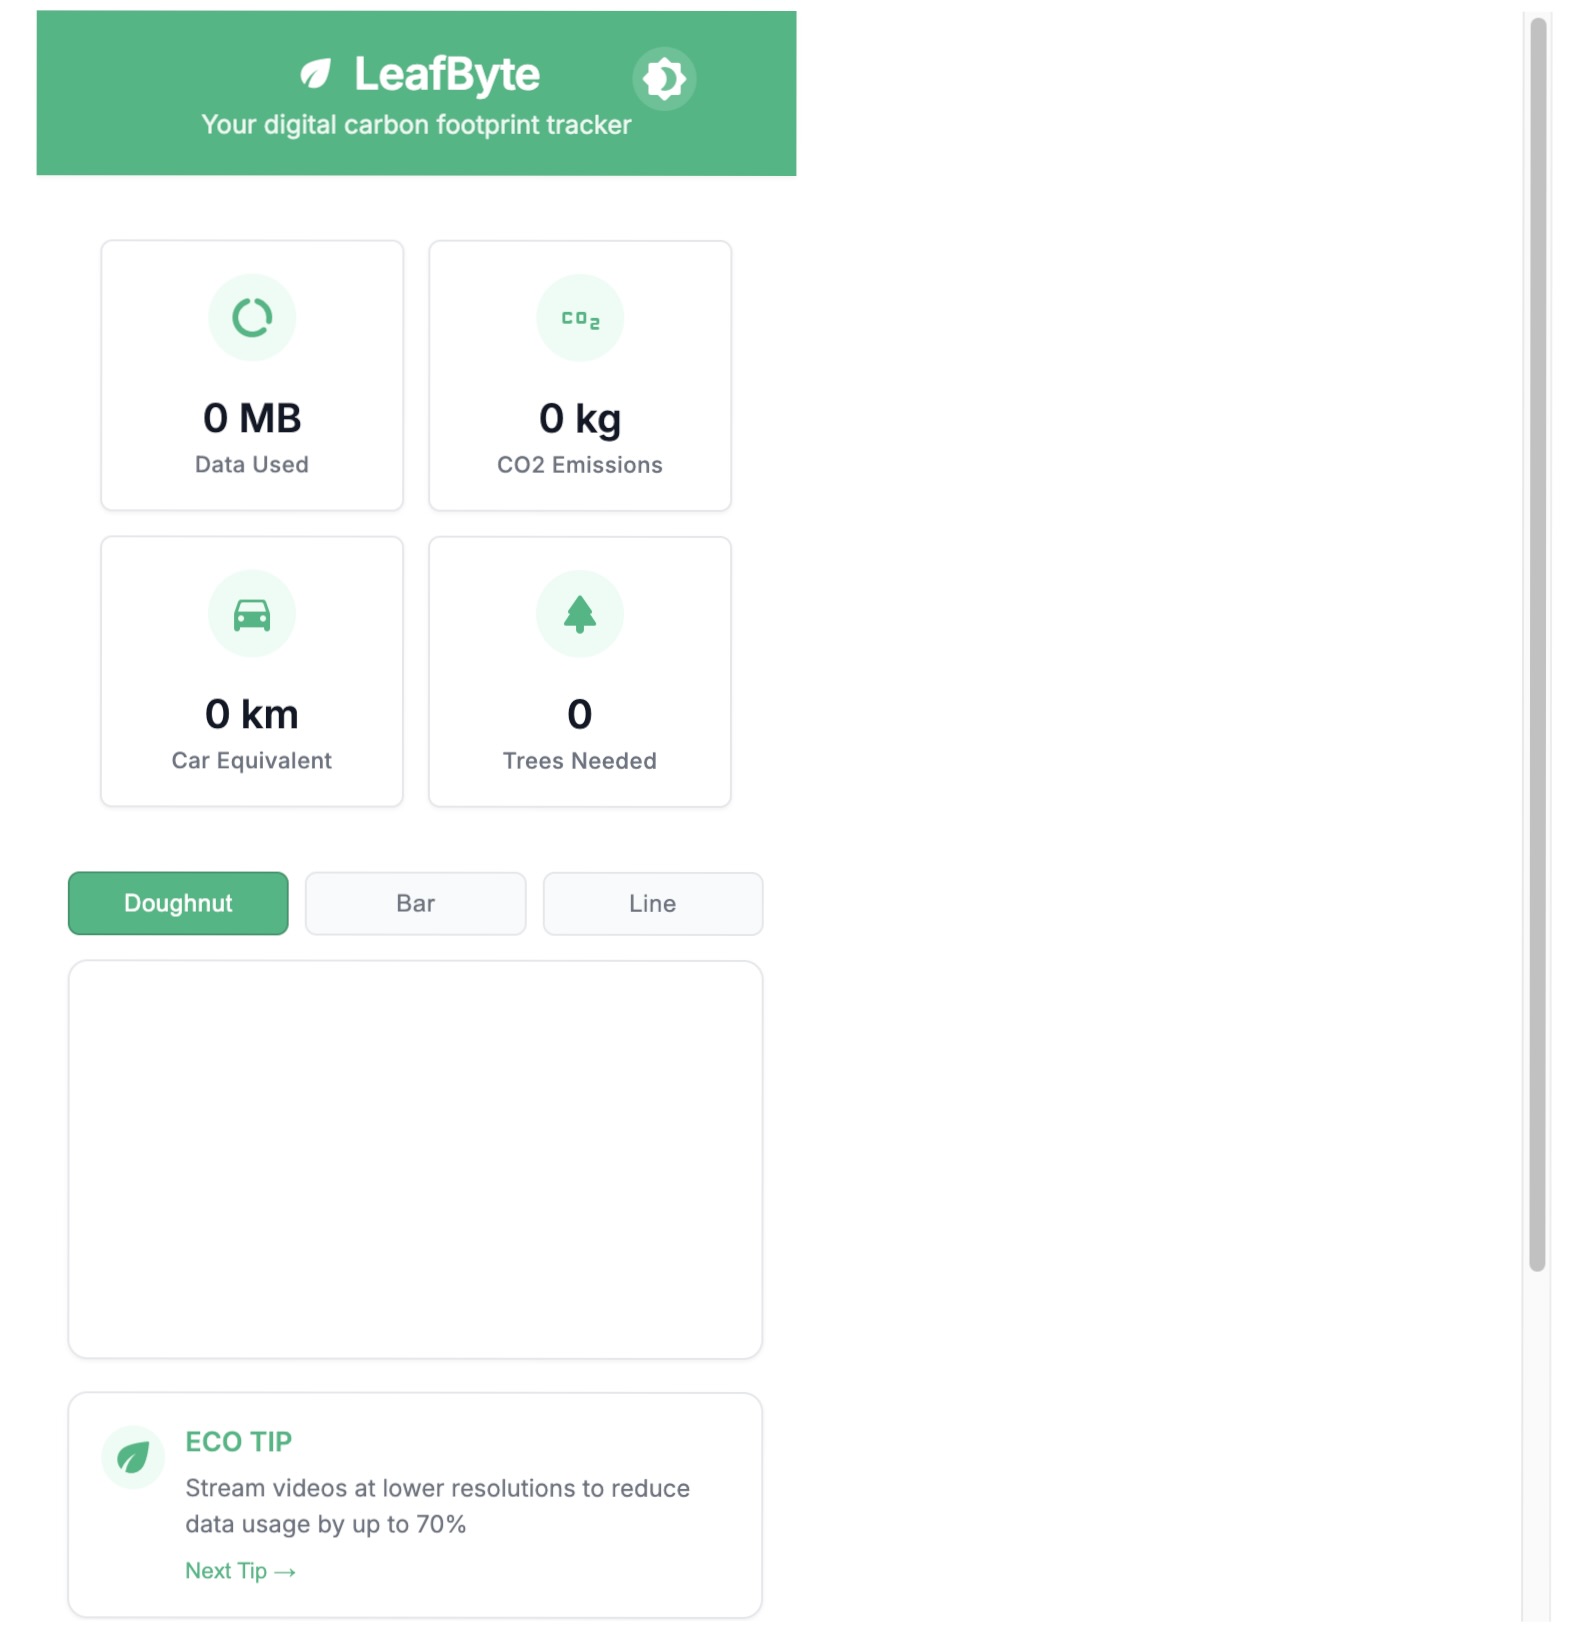 LeafByte
Your digital carbon footprint tracker
CO2
0 MB
Data Used
0 kg
CO2 Emissions
0 km
Car Equivalent
0
Trees Needed
Doughnut
Bar
Line
ECO TIP
Stream videos at lower resolutions to reduce
data usage by up to 70%
Next Tip →